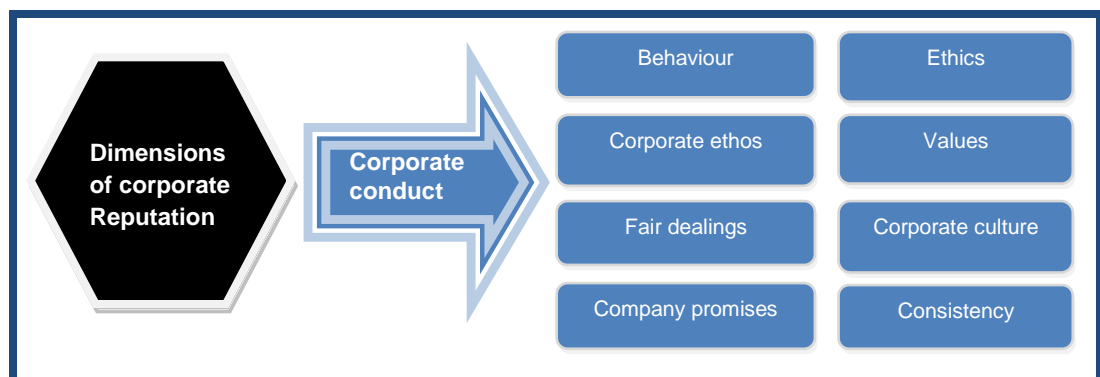 Dimensions
of corporate
Reputation
Corporate
conduct
Behaviour
Ethics
Corporate ethos
Values
Fair dealings
Corporate culture
Company promises
Consistency